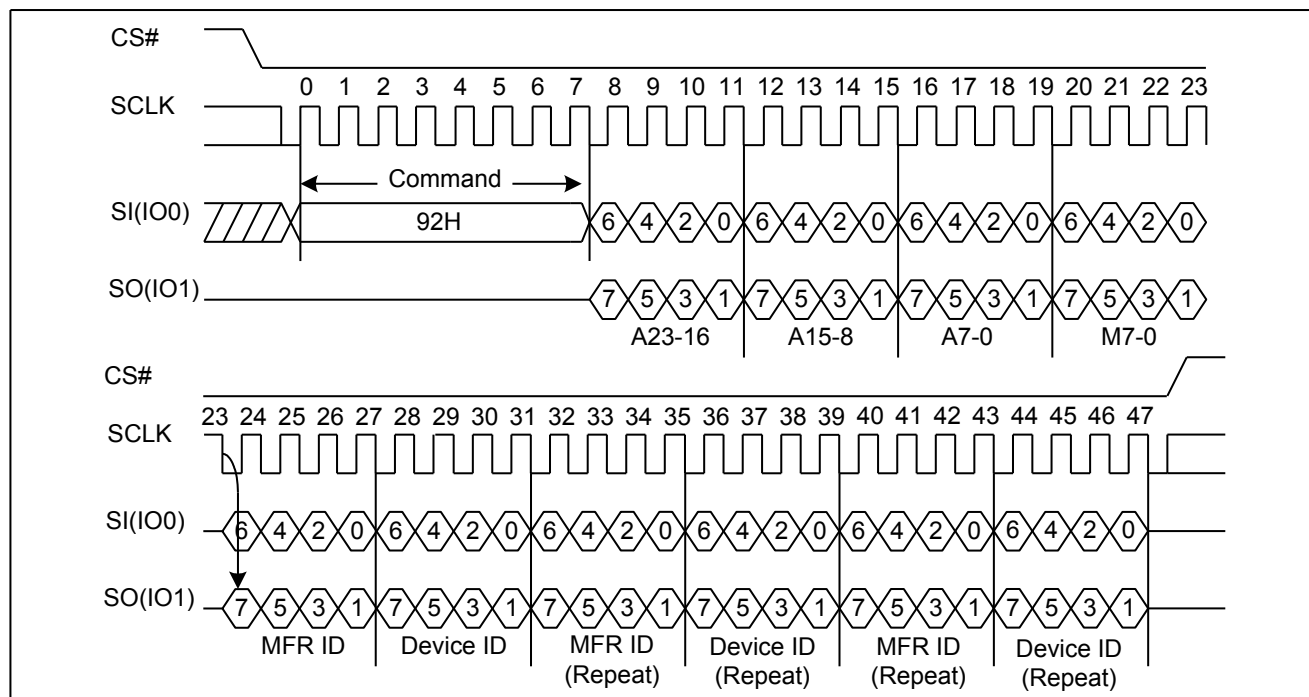 CS#
0 1 2 3 4 5 6 7 8 9 10 11 12 13 14 15 16 17 18 19 20 21 22 23
SCLK
Command
SI(IO0)
92H
6 4 2 0 6 4 2 0 6 4 2 0 6 4 2 0
SO(IO1)
7 5 3 1 7 5 3 1 7 5 3 1 7 5 3 1
A23-16 A15-8 A7-0 M7-0
CS#
23 24 25 26 27 28 29 30 31 32 33 34 35 36 37 38 39 40 41 42 43 44 45 46 47
SCLK
SI(IO0)
6 4 2 0 6 4 2 0 6 4 2 0 6 4 2 0 6 4 2 0 6 4 2 0
SO(IO1)
7 5 3 1 7 5 3 1 7 5 3 1 7 5 3 1 7 5 3 1 7 5 3 1
MFR ID Device ID MFR ID Device ID MFR ID Device ID
(Repeat) (Repeat) (Repeat) (Repeat)